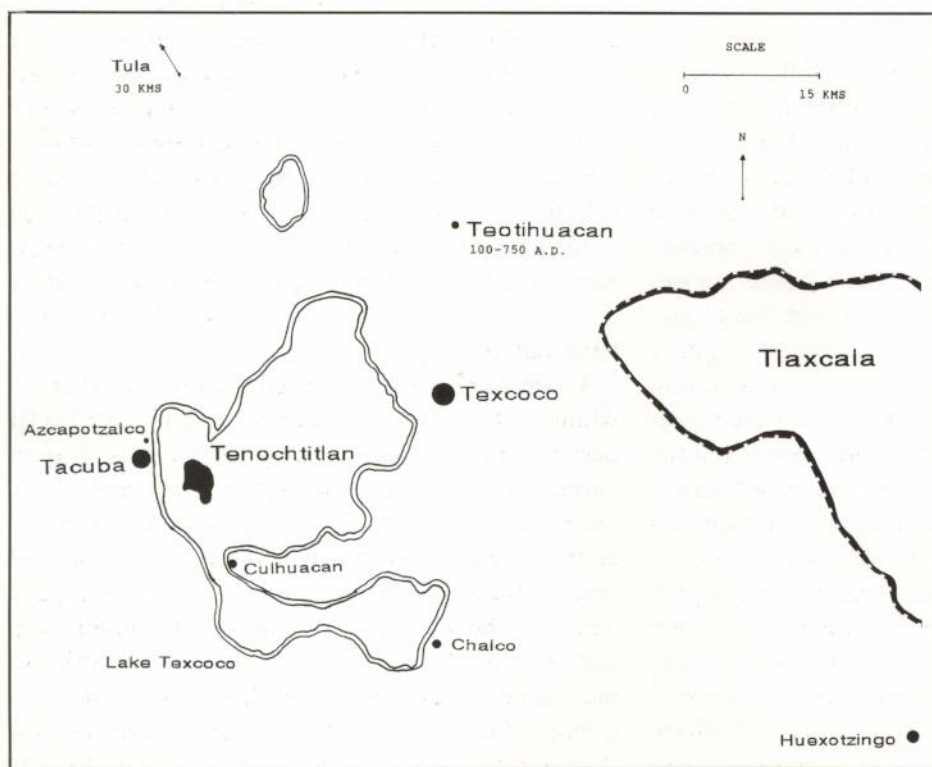 SCALE
0 15 KMS
N
Tula
30 KMS
Teotihuacan
100-750 A.D.
Tlaxcala
Texcoco
Azcapotzalco
Tacuba
Tenochtitlan
Culhuacan
Chalco
Lake Texcoco
Huexotzingo